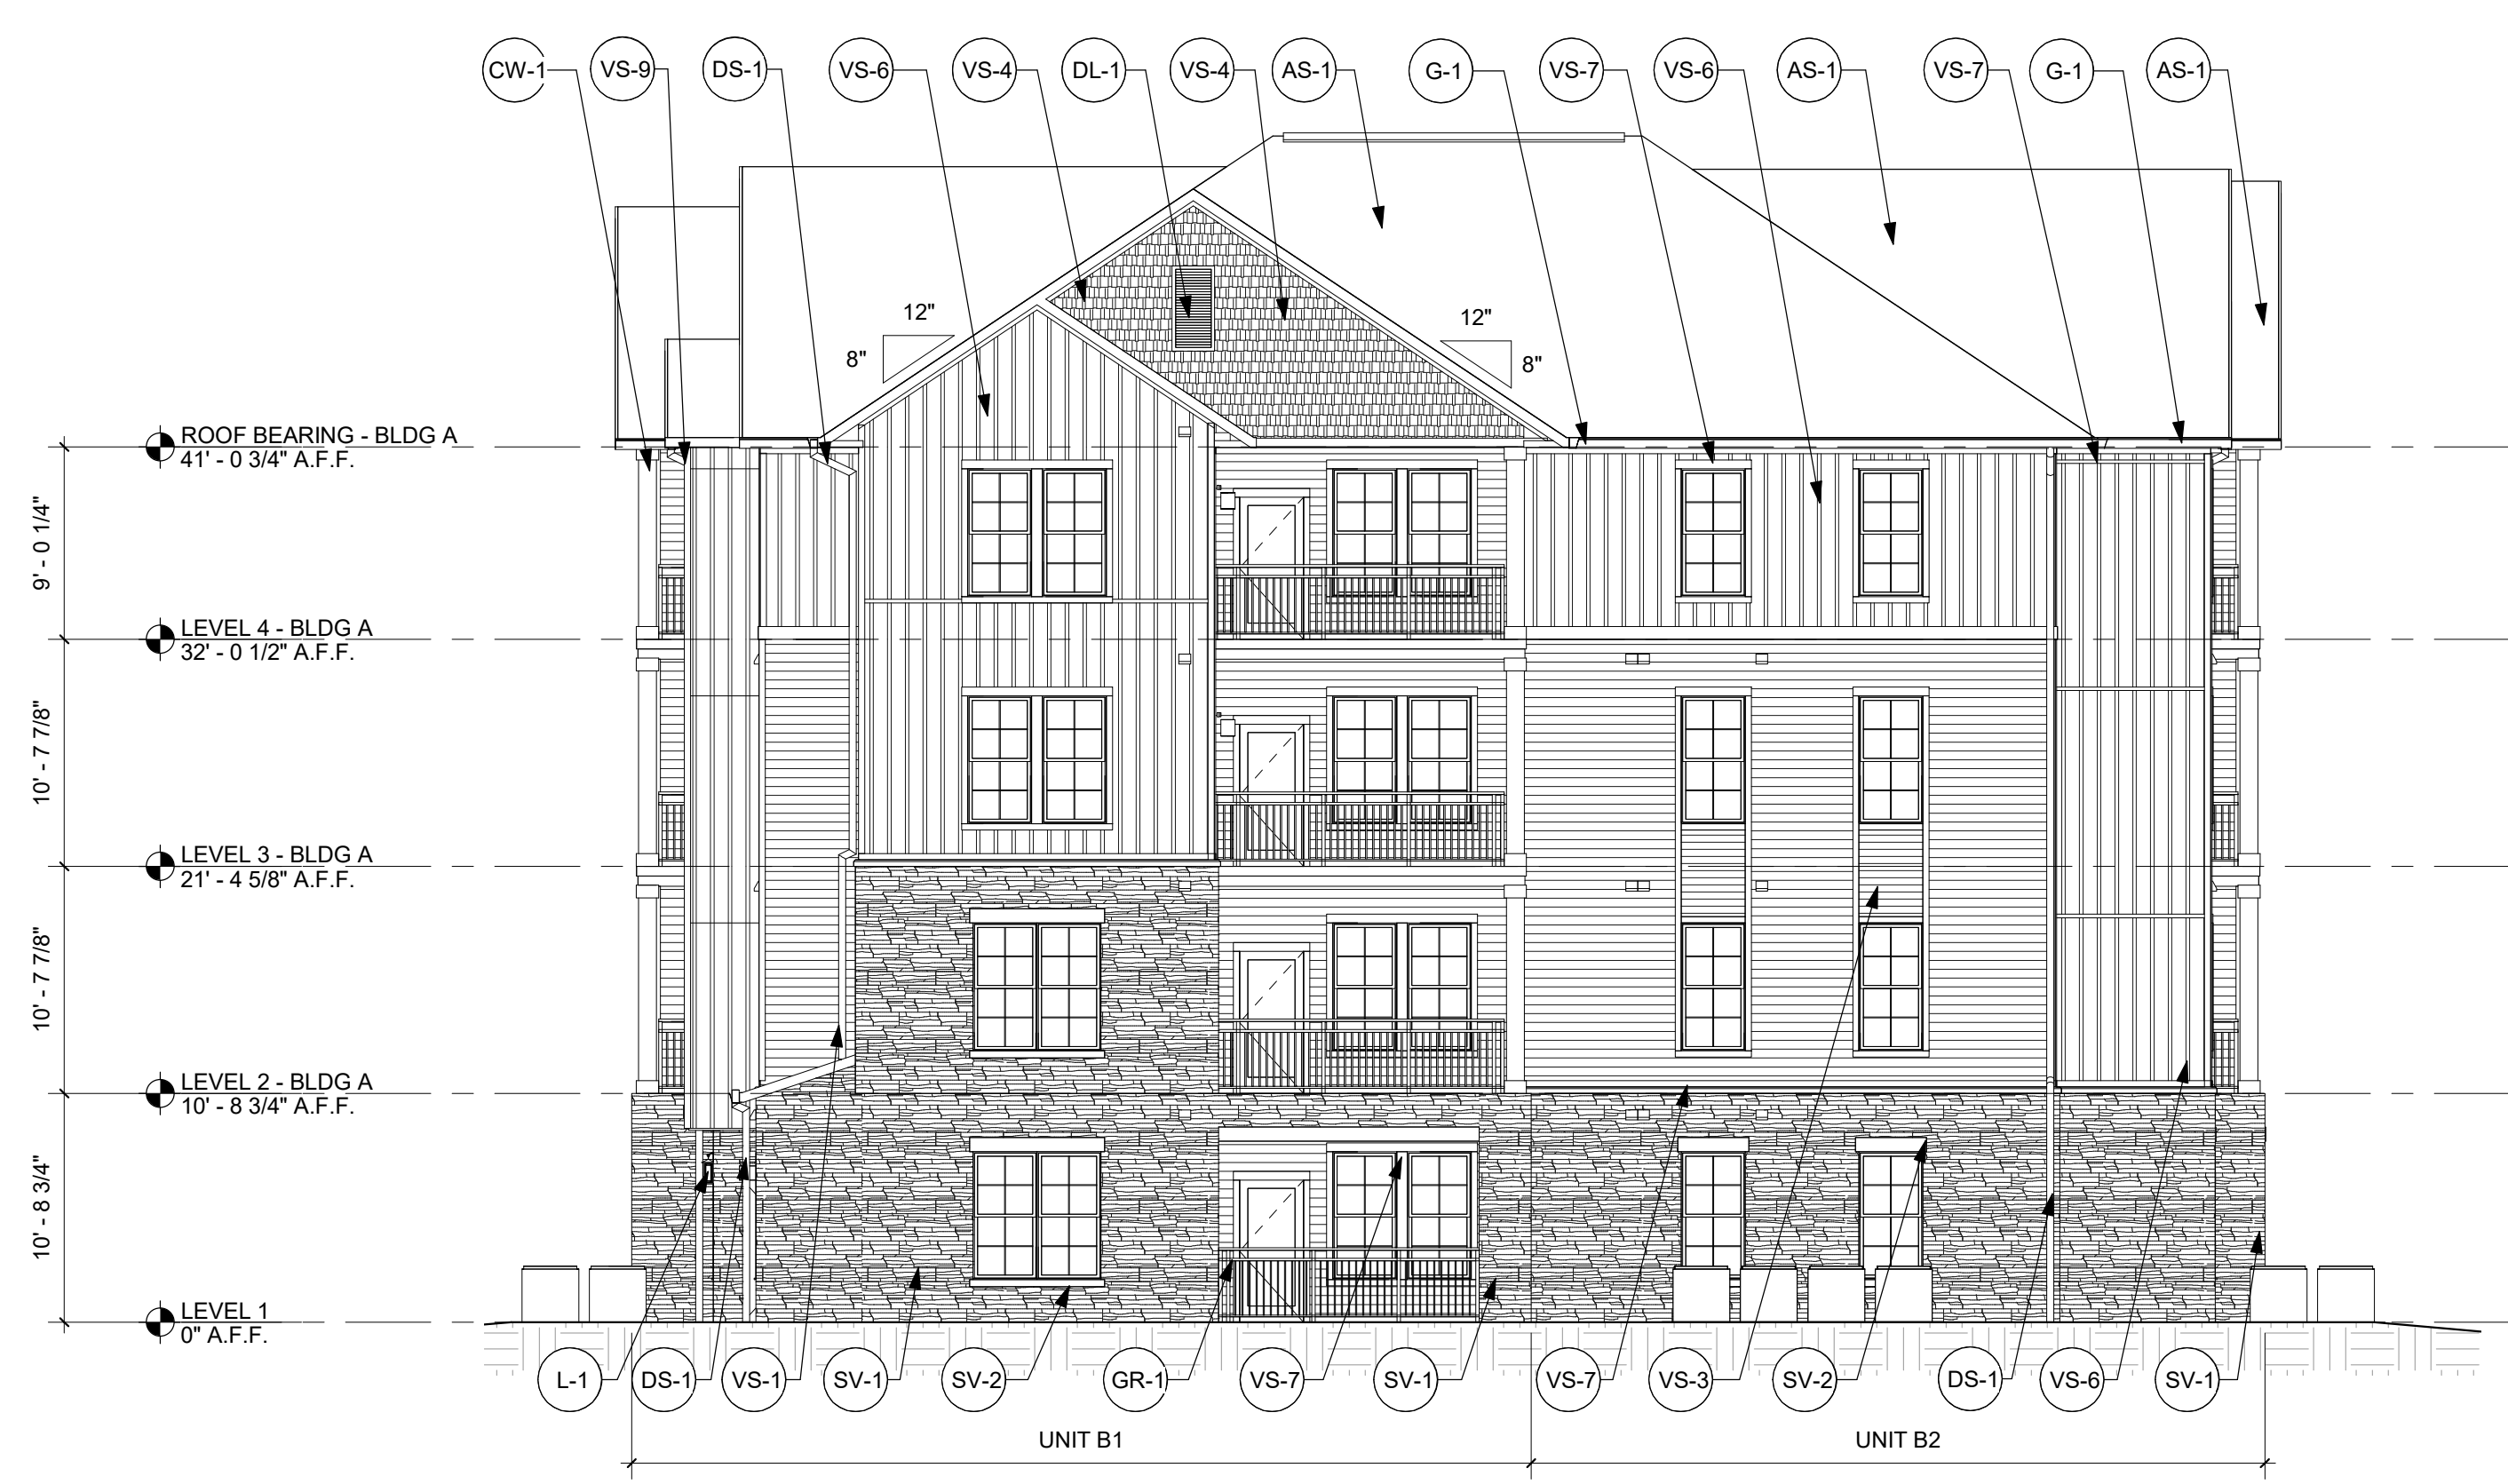 CW-1 VS-9 DS-1 VS-6 VS-4 DL-1 VS-4 AS-1 G-1 VS-7 VS-6 AS-1 VS-7 G-1 AS-1
12" 12"
8" 8"
ROOF BEARING - BLDG A
41' - 0 3/4" A.F.F.
9' - 0 1/4"
LEVEL 4 - BLDG A
32' - 0 1/2" A.F.F.
10' - 7 7/8"
LEVEL 3 - BLDG A
21' - 4 5/8" A.F.F.
10' - 7 7/8"
LEVEL 2 - BLDG A
10' - 8 3/4" A.F.F.
10' - 8 3/4"
LEVEL 1
0" A.F.F.
L-1 DS-1 VS-1 SV-1 SV-2 GR-1 VS-7 SV-1 VS-7 VS-3 SV-2 DS-1 VS-6 SV-1
UNIT B1 UNIT B2